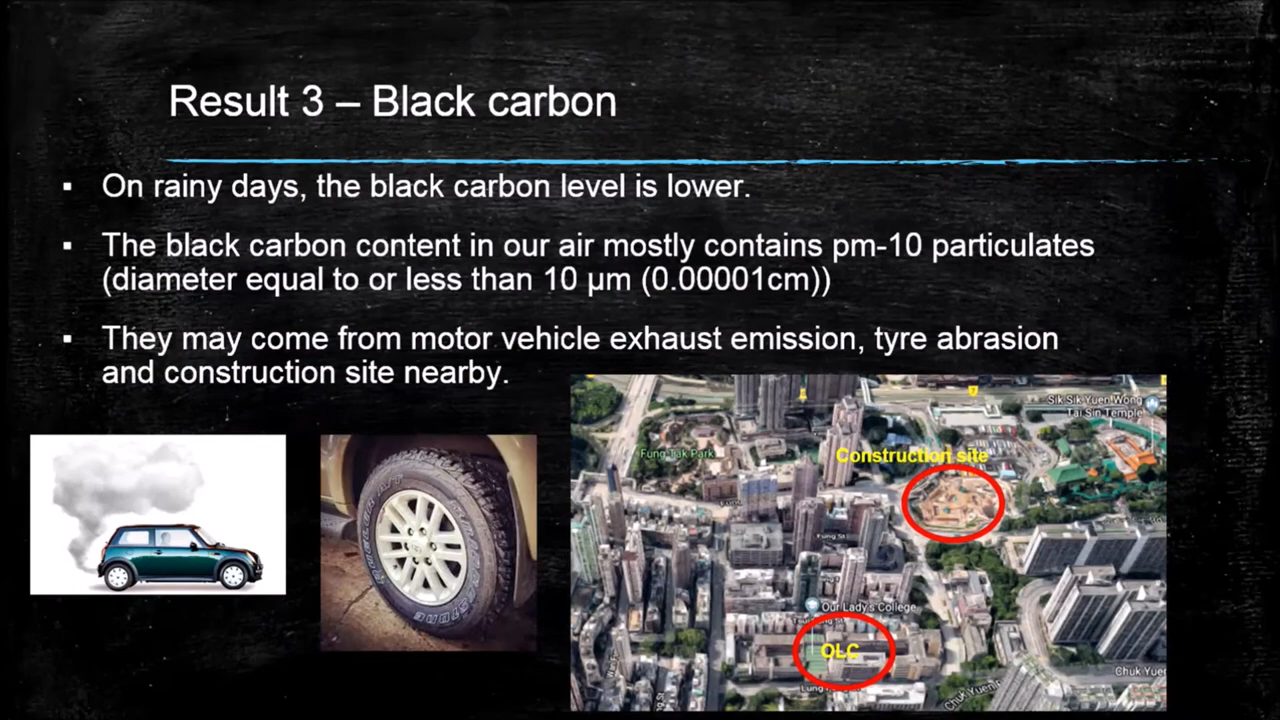 Result 3 – Black carbon
▪ On rainy days, the black carbon level is lower.
▪ The black carbon content in our air mostly contains pm-10 particulates
(diameter equal to or less than 10 µm (0.00001cm))
▪ They may come from motor vehicle exhaust emission, tyre abrasion
and construction site nearby.
Sik Sik Yuen Wong
Tai Sin Temple
Fung Tak Park
Construction site
Fung St
Our Lady's College
OLC
Chuk Yuen